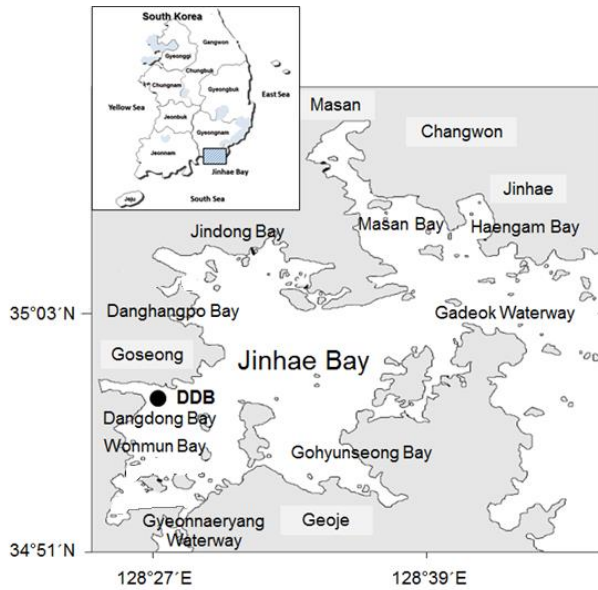 South Korea
Gangwon
Gyeonggi
Chungbuk
Chungnam
Gyeongbuk
East Sea
Yellow Sea
Jeonbuk
Gyeongnam
Jeonnam
Jinhae Bay
Jeju
South Sea
Masan
Changwon
Jinhae
Masan Bay
Haengam Bay
Jindong Bay
35°03´N
Danghangpo Bay
Gadeok Waterway
Goseong
Jinhae Bay
DDB
Dangdong Bay
Wonmun Bay
Gohyunseong Bay
Gyeonnaeryang
Waterway
Geoje
34°51´N
128°27´E
128°39´E